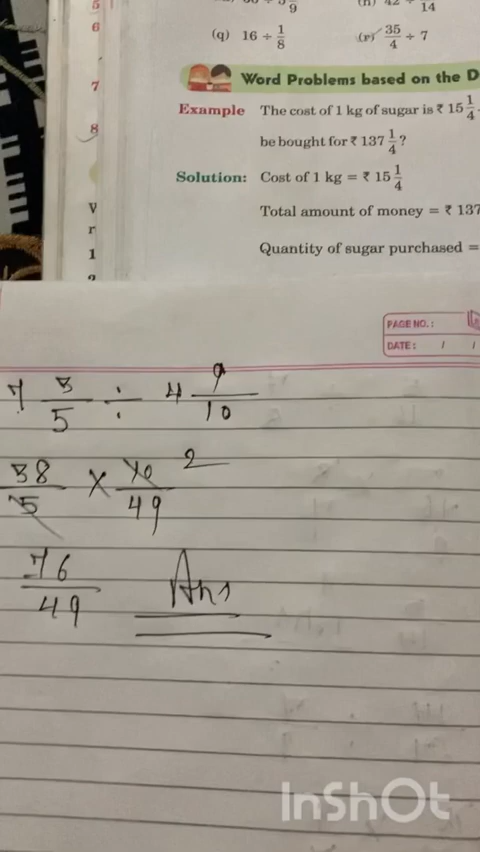 5
6
7
8
V
r
1
(q) 16 ÷ 1/8 (r) 35/4 ÷ 7
Word Problems based on the D
Example The cost of 1 kg of sugar is ₹ 15 1/4.
be bought for ₹ 137 1/4?
Solution: Cost of 1 kg = ₹ 15 1/4
Total amount of money = ₹ 137
Quantity of sugar purchased =
PAGE NO.:
DATE: / /
7 3/5 ÷ 4 9/10
38/5 × 10/49 2
76/49 Ans
InShOt